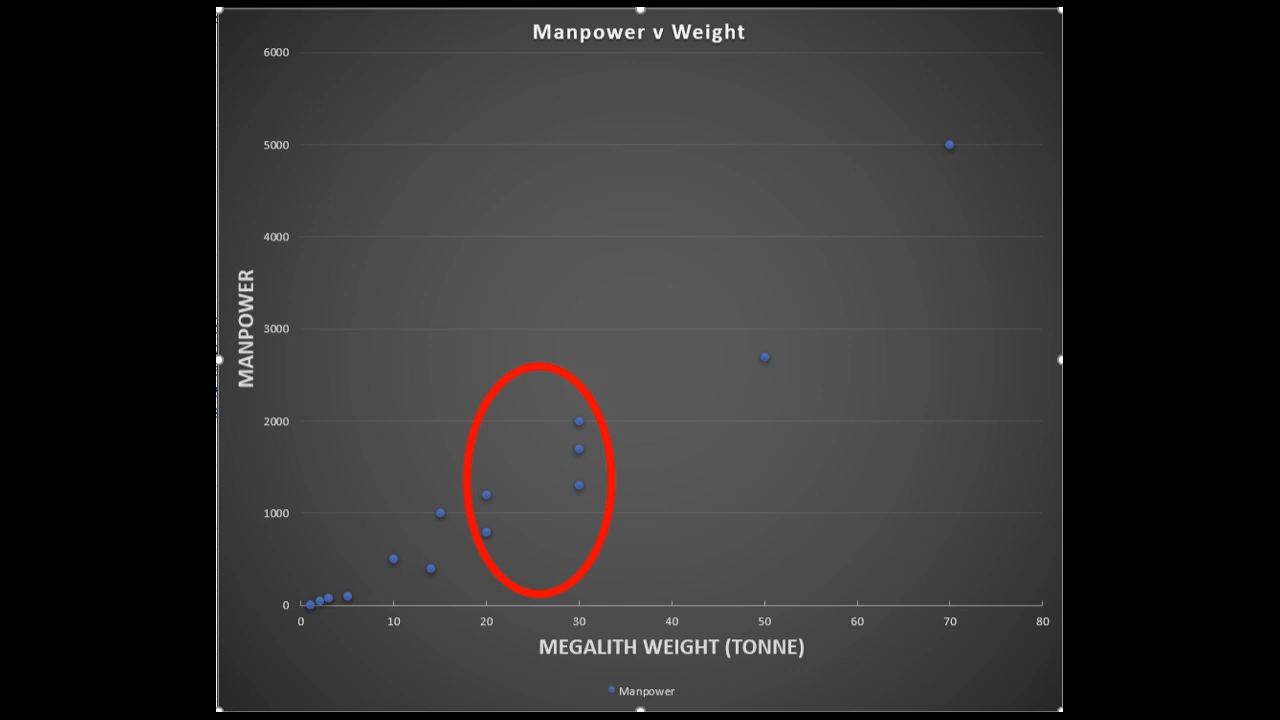 Manpower v Weight
6000
5000
4000
3000
2000
1000
0
MANPOWER
0 10 20 30 40 50 60 70 80
MEGALITH WEIGHT (TONNE)
Manpower